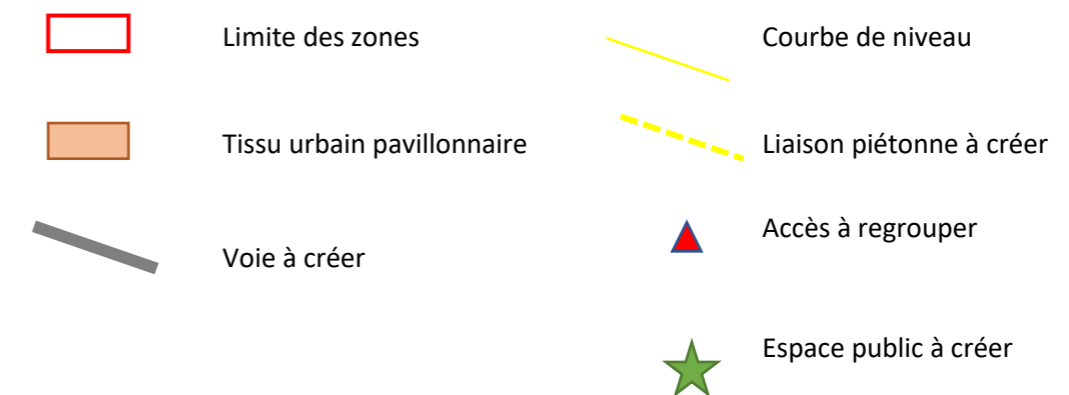 Limite des zones
Tissu urbain pavillonnaire
Voie à créer
Courbe de niveau
Liaison piétonne à créer
Accès à regrouper
Espace public à créer